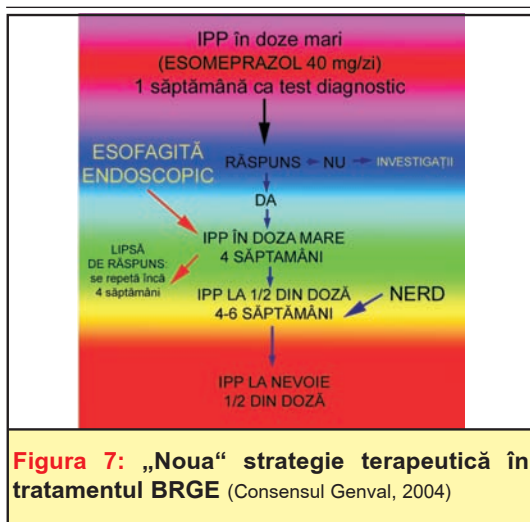 IPP în doze mari
(ESOMEPRAZOL 40 mg/zi)
1 săptămână ca test diagnostic
ESOFAGITĂ
ENDOSCOPIC
RĂSPUNS NU INVESTIGAȚII
DA
IPP ÎN DOZA MARE
4 SĂPTAMÂNI
LIPSĂ
DE RĂSPUNS:
se repetă încă
4 săptămâni
IPP LA 1/2 DIN DOZĂ
4-6 SĂPTĂMÂNI
NERD
IPP LA NEVOIE
1/2 DIN DOZĂ
Figura 7: „Noua“ strategie terapeutică în
tratamentul BRGE (Consensul Genval, 2004)